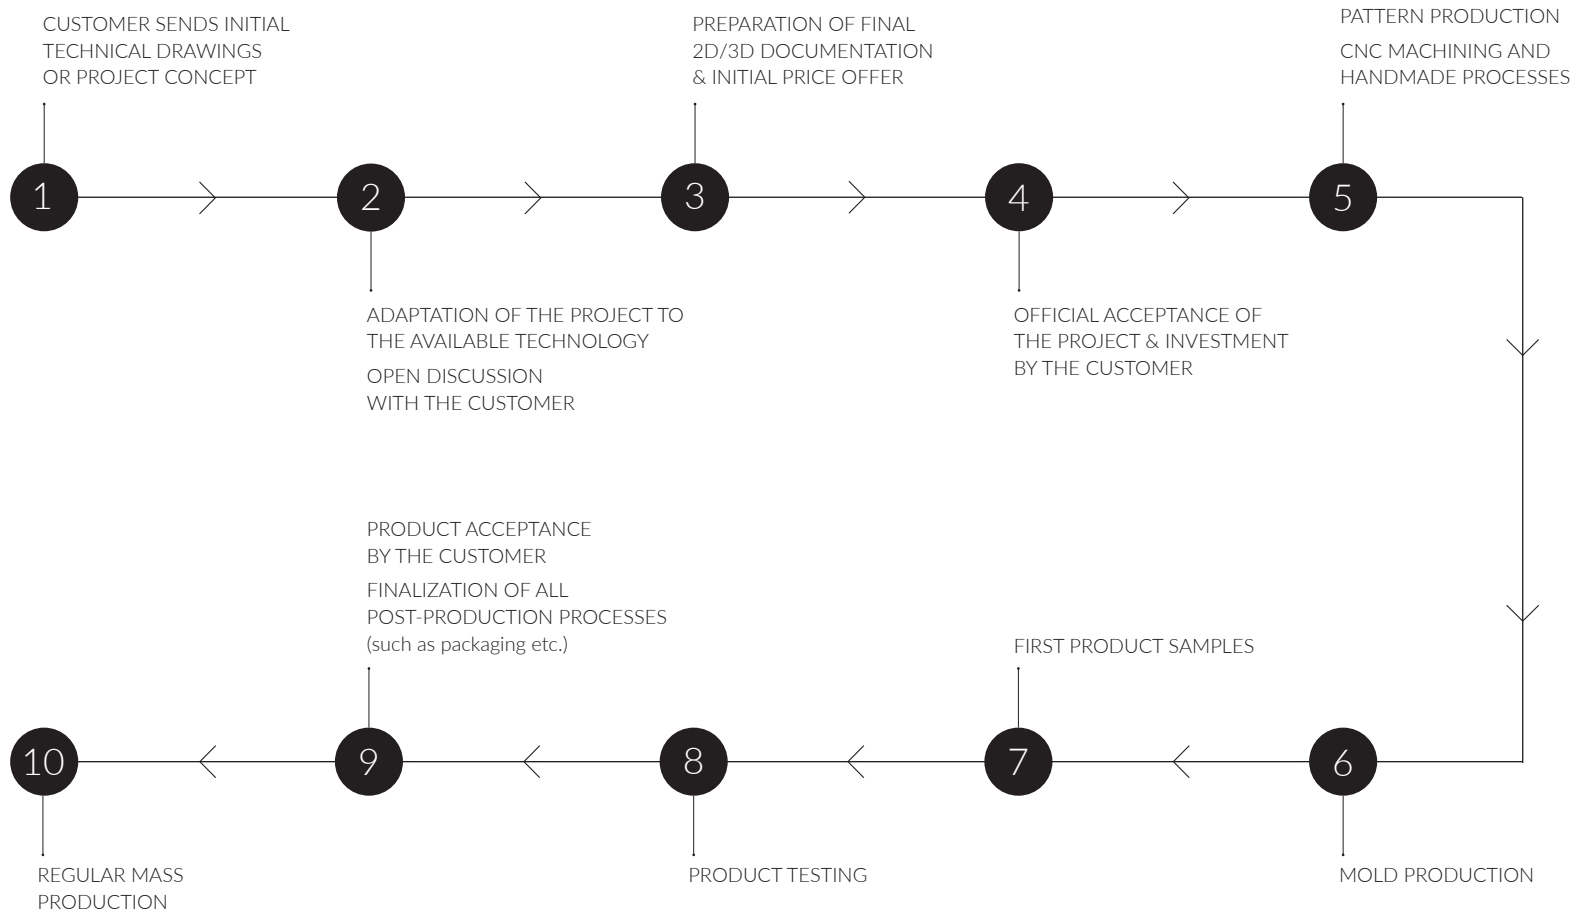 CUSTOMER SENDS INITIAL
TECHNICAL DRAWINGS
OR PROJECT CONCEPT
PREPARATION OF FINAL
2D/3D DOCUMENTATION
& INITIAL PRICE OFFER
PATTERN PRODUCTION
CNC MACHINING AND
HANDMADE PROCESSES
1
2
3
4
5
ADAPTATION OF THE PROJECT TO
THE AVAILABLE TECHNOLOGY
OPEN DISCUSSION
WITH THE CUSTOMER
OFFICIAL ACCEPTANCE OF
THE PROJECT & INVESTMENT
BY THE CUSTOMER
PRODUCT ACCEPTANCE
BY THE CUSTOMER
FINALIZATION OF ALL
POST-PRODUCTION PROCESSES
(such as packaging etc.)
FIRST PRODUCT SAMPLES
10
9
8
7
6
REGULAR MASS
PRODUCTION
PRODUCT TESTING
MOLD PRODUCTION